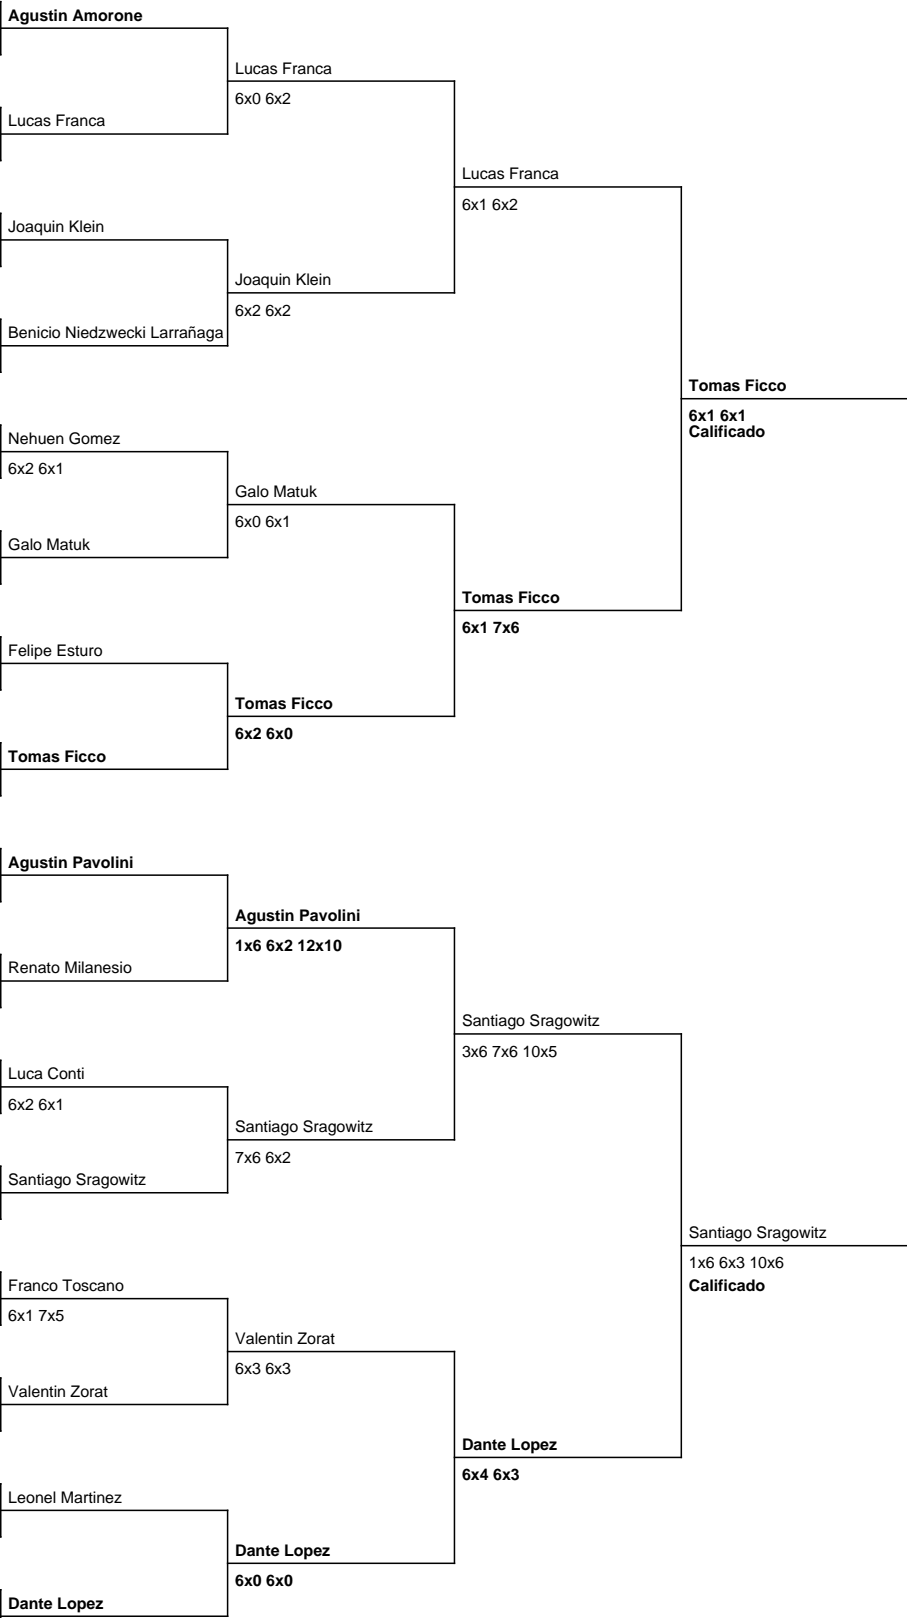 Agustin Amorone
Lucas Franca
6x0 6x2
Lucas Franca
Lucas Franca
6x1 6x2
Joaquin Klein
Joaquin Klein
6x2 6x2
Benicio Niedzwecki Larrañaga
Tomas Ficco
6x1 6x1
Calificado
Nehuen Gomez
6x2 6x1
Galo Matuk
6x0 6x1
Galo Matuk
Tomas Ficco
6x1 7x6
Felipe Esturo
Tomas Ficco
6x2 6x0
Tomas Ficco
Agustin Pavolini
Agustin Pavolini
1x6 6x2 12x10
Renato Milanesio
Santiago Sragowitz
3x6 7x6 10x5
Luca Conti
6x2 6x1
Santiago Sragowitz
7x6 6x2
Santiago Sragowitz
Santiago Sragowitz
1x6 6x3 10x6
Calificado
Franco Toscano
6x1 7x5
Valentin Zorat
6x3 6x3
Valentin Zorat
Dante Lopez
6x4 6x3
Leonel Martinez
Dante Lopez
6x0 6x0
Dante Lopez